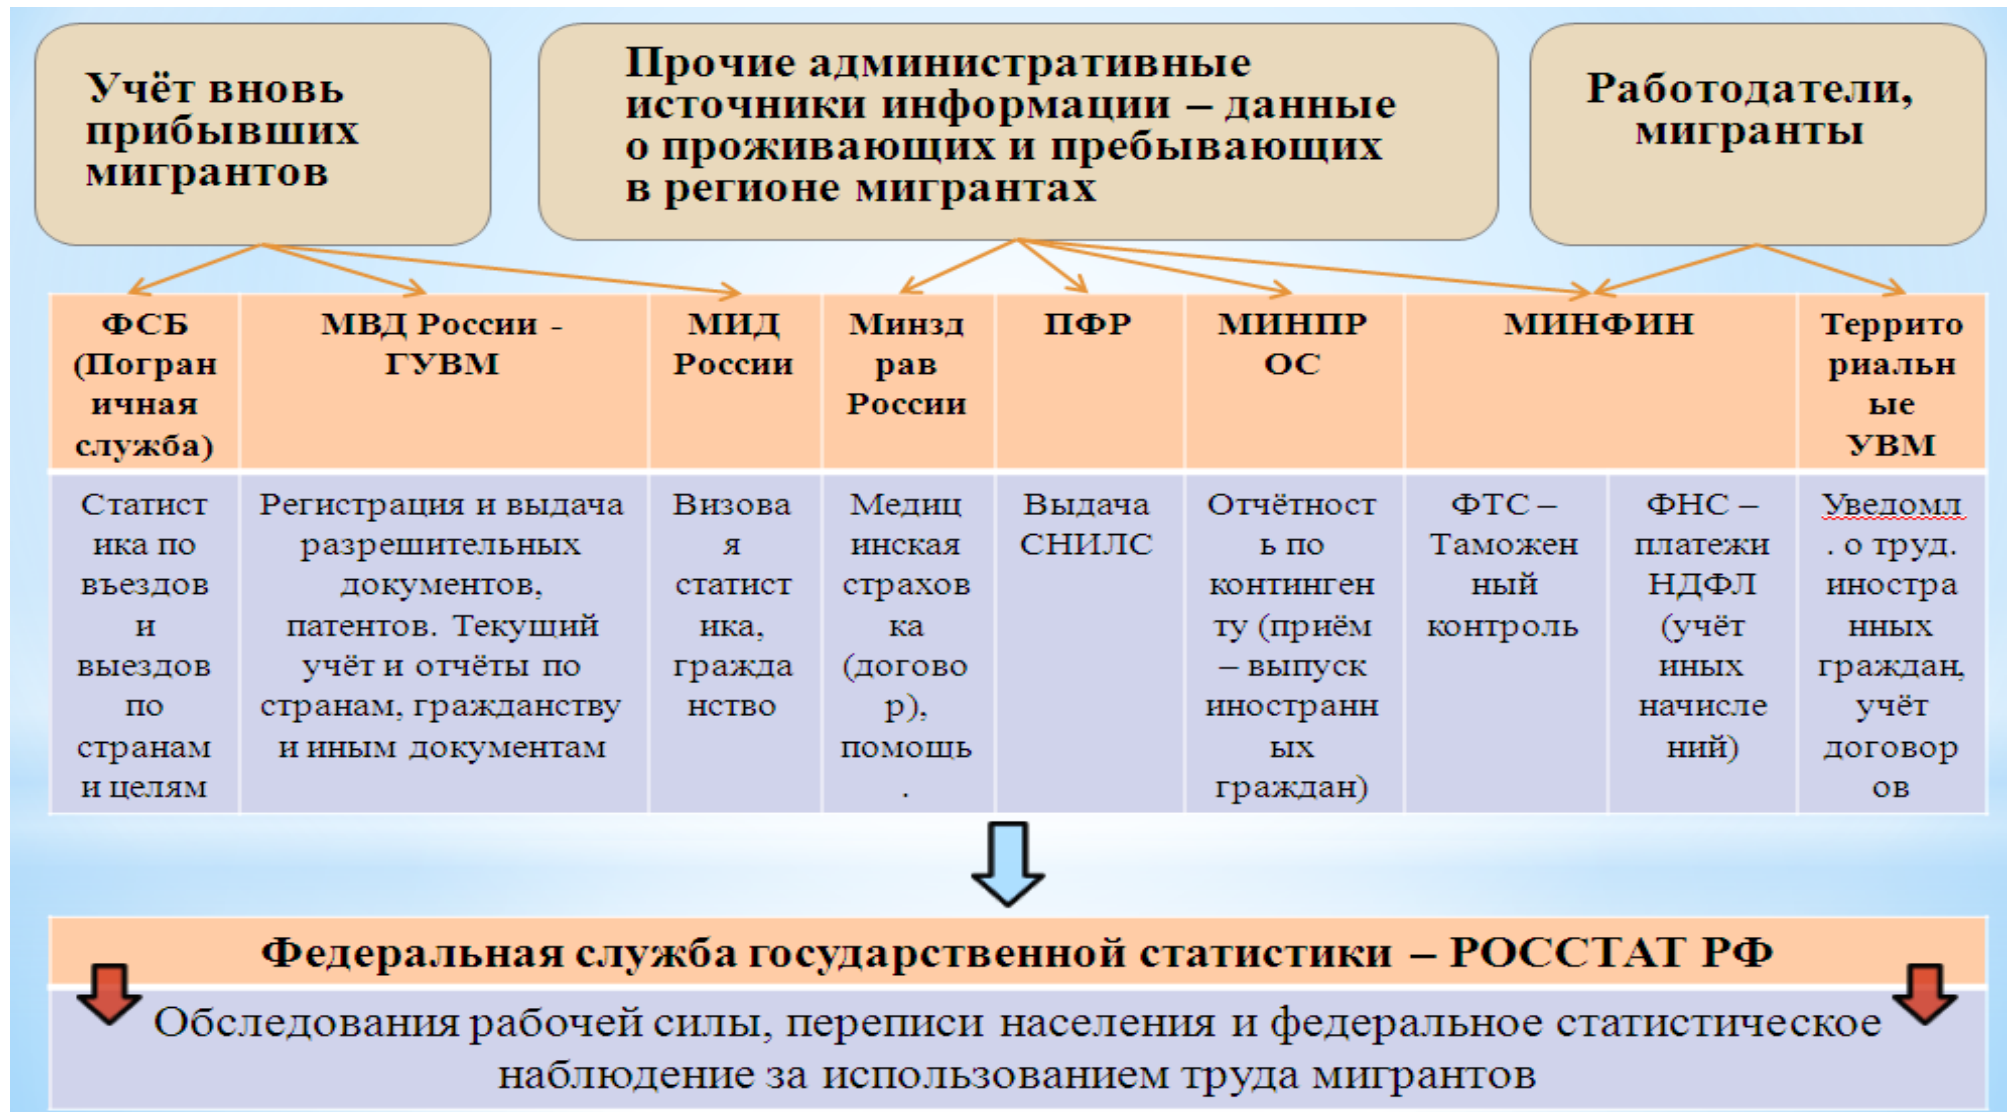 Учёт вновь
прибывших
мигрантов
Прочие административные
источники информации – данные
о проживающих и пребывающих
в регионе мигрантах
Работодатели,
мигранты
ФСБ
(Погран
ичная
служба)
МВД России -
ГУВМ
МИД
России
Минзд
рав
России
ПФР
МИНПР
ОС
МИНФИН
Террито
риальн
ые
УВМ
Статист
ика по
въездов
и
выездов
по
странам
и целям
Регистрация и выдача
разрешительных
документов,
патентов. Текущий
учёт и отчёты по
странам, гражданству
и иным документам
Визова
я
статист
ика,
гражда
нство
Медиц
инская
страхов
ка
(догово
р),
помощь
.
Выдача
СНИЛС
Отчётност
ь по
континген
ту (приём
– выпуск
иностранн
ых
граждан)
ФТС –
Таможен
ный
контроль
ФНС –
платежи
НДФЛ
(учёт
иных
начисле
ний)
Уведомл
. о труд.
иностра
нных
граждан,
учёт
договор
ов
Федеральная служба государственной статистики – РОССТАТ РФ
Обследования рабочей силы, переписи населения и федеральное статистическое
наблюдение за использованием труда мигрантов